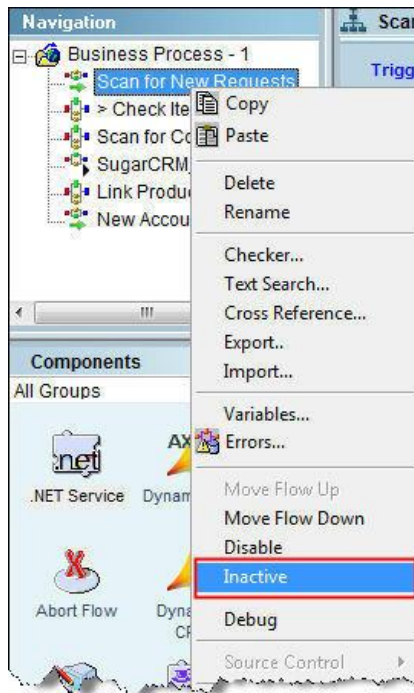 Navigation
Scan
Business Process - 1
Trigg
Scan for New Requests
> Check Ite
Scan for Co
SugarCRM_
Link Produ
New Accou
Copy
Paste
Delete
Rename
Checker...
Text Search...
Cross Reference...
Export..
Import...
Variables...
Errors...
Move Flow Up
Move Flow Down
Disable
Inactive
Debug
Source Control
Components
All Groups
.net
AX
.NET Service
Dynam
Abort Flow
Dyna
CR